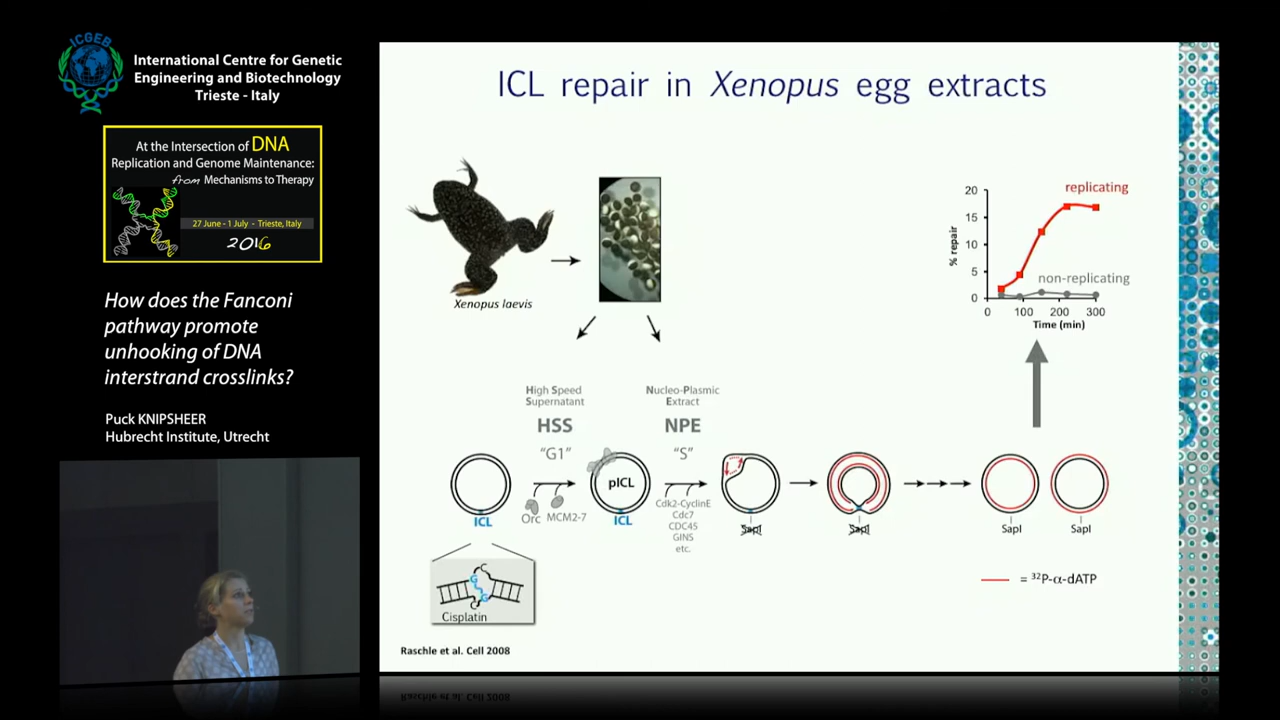 ICGEB
International Centre for Genetic
Engineering and Biotechnology
Trieste - Italy
At the Intersection of DNA
Replication and Genome Maintenance:
from Mechanisms to Therapy
27 June - 1 July - Trieste, Italy
2016
How does the Fanconi
pathway promote
unhooking of DNA
interstrand crosslinks?
Puck KNIPSHEER
Hubrecht Institute, Utrecht
ICL repair in Xenopus egg extracts
Xenopus laevis
replicating
non-replicating
% repair
20
15
10
5
0
0 100 200 300
Time (min)
High Speed
Supernatant
HSS
"G1"
Nucleo-Plasmic
Extract
NPE
"S"
ICL
Orc MCM2-7
pICL
ICL
Cdk2-CyclinE
Cdc7
CDC45
GINS
etc.
SapI
SapI
SapI
SapI
C
G
G
C
Cisplatin
= ³²P-α-dATP
Raschle et al. Cell 2008